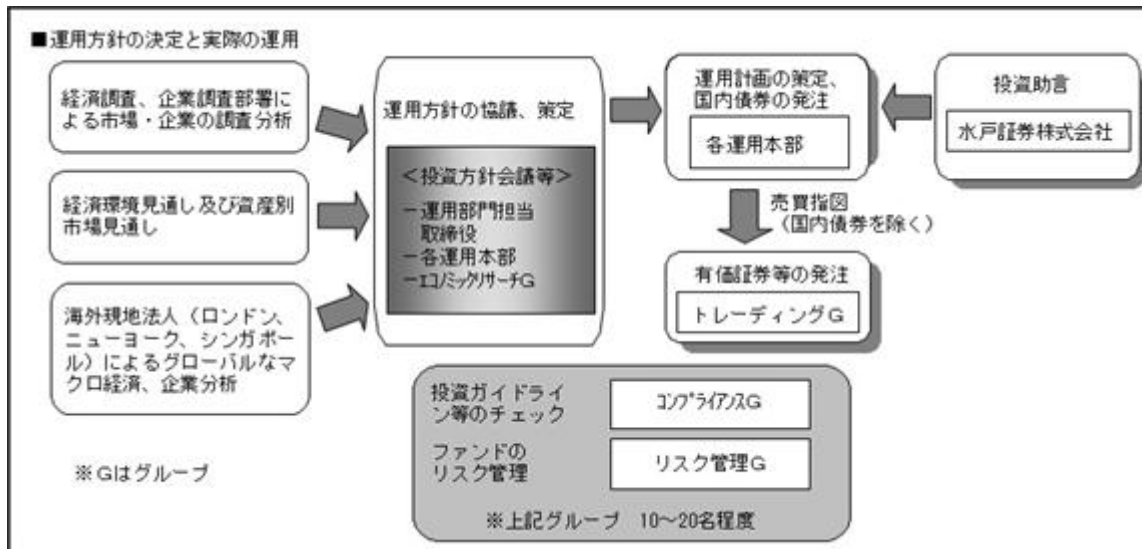 ■運用方針の決定と実際の運用
経済調査、企業調査部署に
よる市場・企業の調査分析
経済環境見通し及び資産別
市場見通し
海外現地法人（ロンドン、
ニューヨーク、シンガポー
ル）によるグローバルなマ
クロ経済、企業分析
※Gはグループ
運用方針の協議、策定
＜投資方針会議等＞
－運用部門担当
取締役
－各運用本部
－ｴｺﾉﾐｯｸﾘｻｰﾁG
運用計画の策定、
国内債券の発注
各運用本部
投資助言
水戸証券株式会社
売買指図
（国内債券を除く）
有価証券等の発注
トレーディングG
投資ガイドライ
ン等のチェック
ｺﾝﾌﾟﾗｲｱﾝｽG
ファンドの
リスク管理
リスク管理G
※上記グループ　10～20名程度